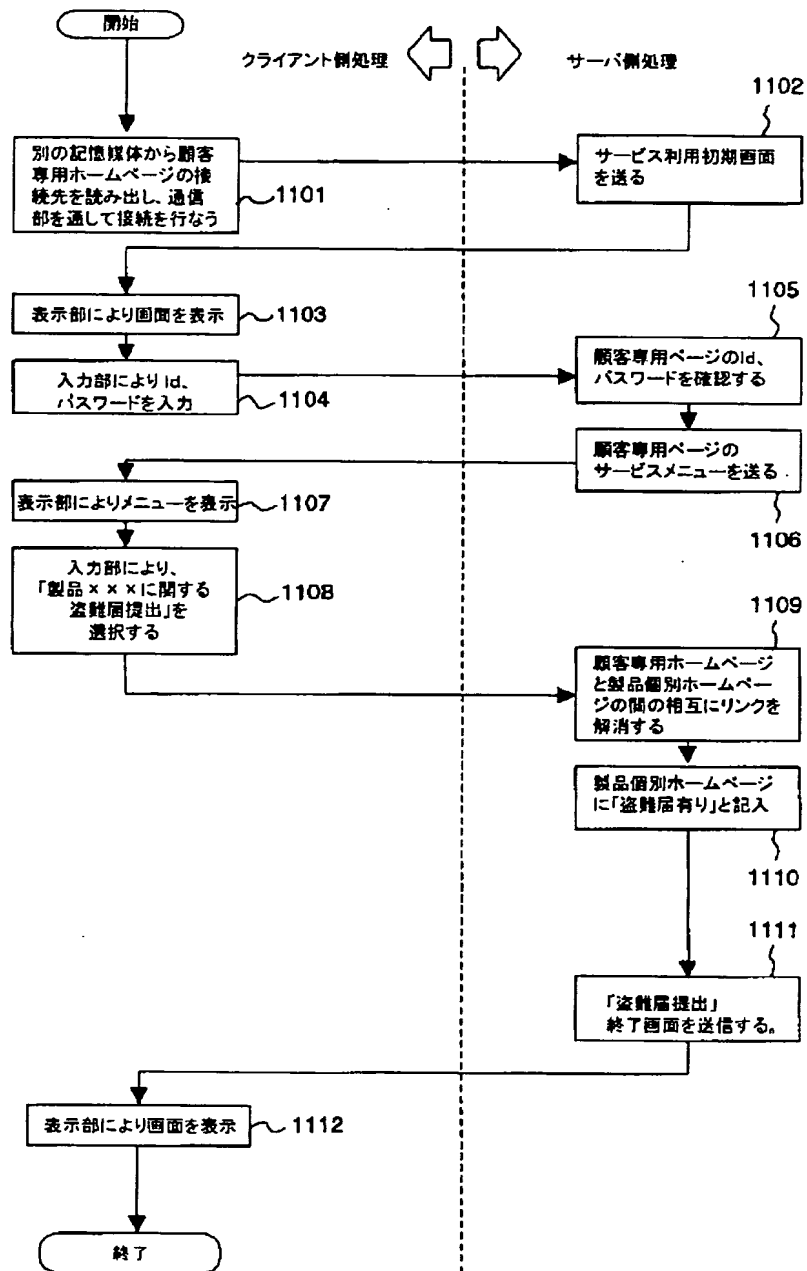 開始
クライアント側処理
サーバ側処理
別の記憶媒体から顧客
専用ホームページの接
続先を読み出し、通信
部を通して接続を行なう
1101
1102
サービス利用初期画面
を送る
表示部により画面を表示
1103
入力部によりId、
パスワードを入力
1104
1105
顧客専用ページのId、
パスワードを確認する
顧客専用ページの
サービスメニューを送る
1106
表示部によりメニューを表示
1107
入力部により、
「製品×××に関する
盗難届提出」を
選択する
1108
1109
顧客専用ホームページ
と製品個別ホームペー
ジの間の相互にリンクを
解消する
製品個別ホームページ
に「盗難届有り」と記入
1110
1111
「盗難届提出」
終了画面を送信する。
表示部により画面を表示
1112
終了